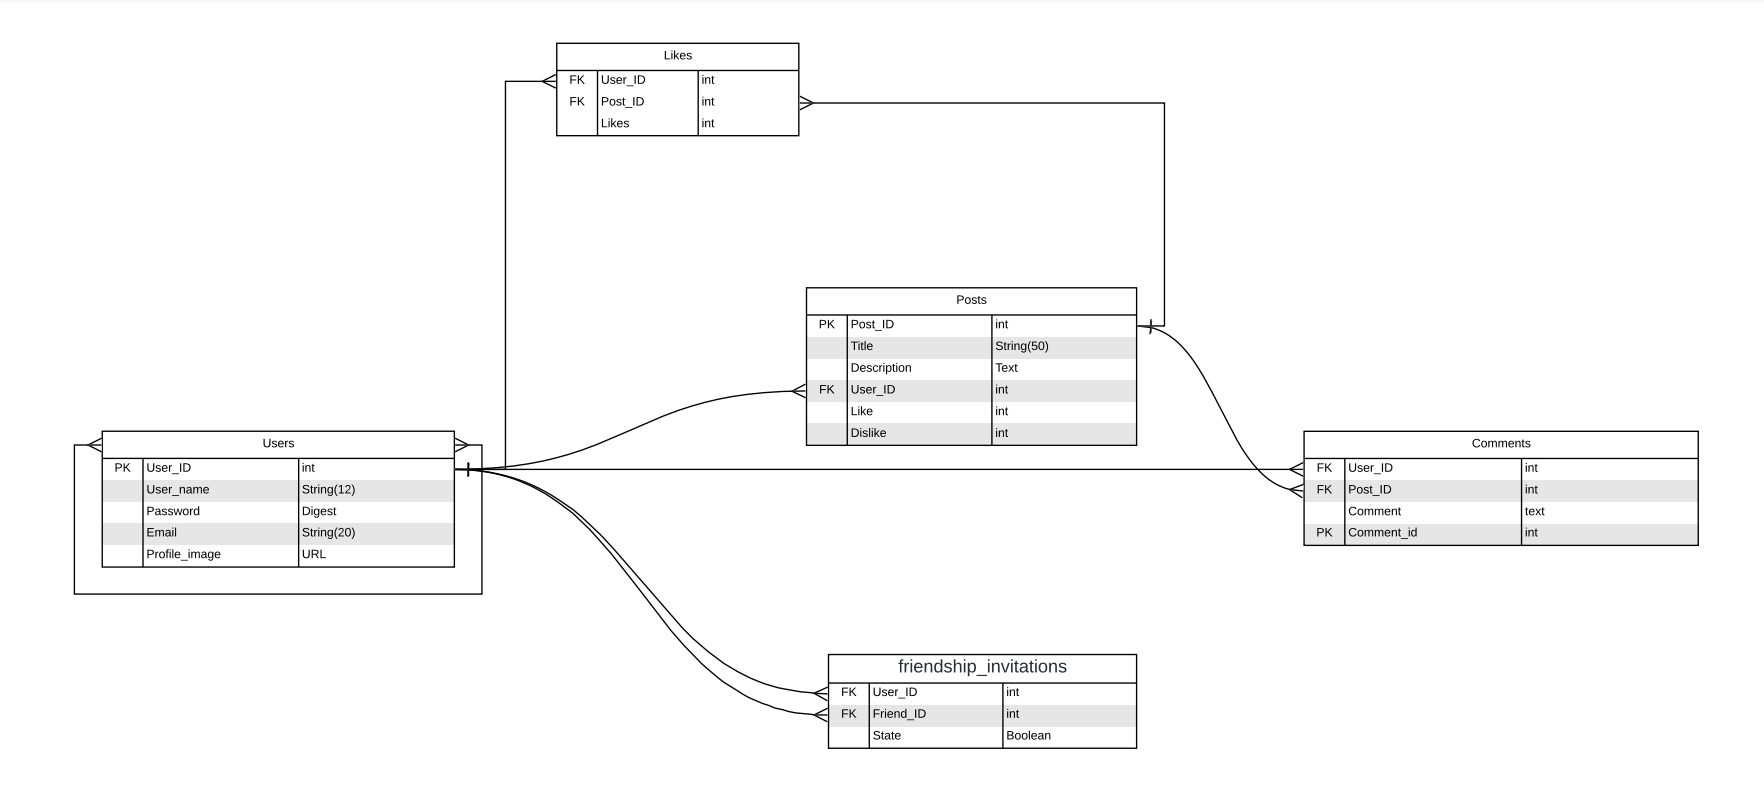 Likes
FK User_ID int
FK Post_ID int
Likes int
Posts
PK Post_ID int
Title String(50)
Description Text
FK User_ID int
Like int
Dislike int
Users
PK User_ID int
User_name String(12)
Password Digest
Email String(20)
Profile_image URL
Comments
FK User_ID int
FK Post_ID int
Comment text
PK Comment_id int
friendship_invitations
FK User_ID int
FK Friend_ID int
State Boolean